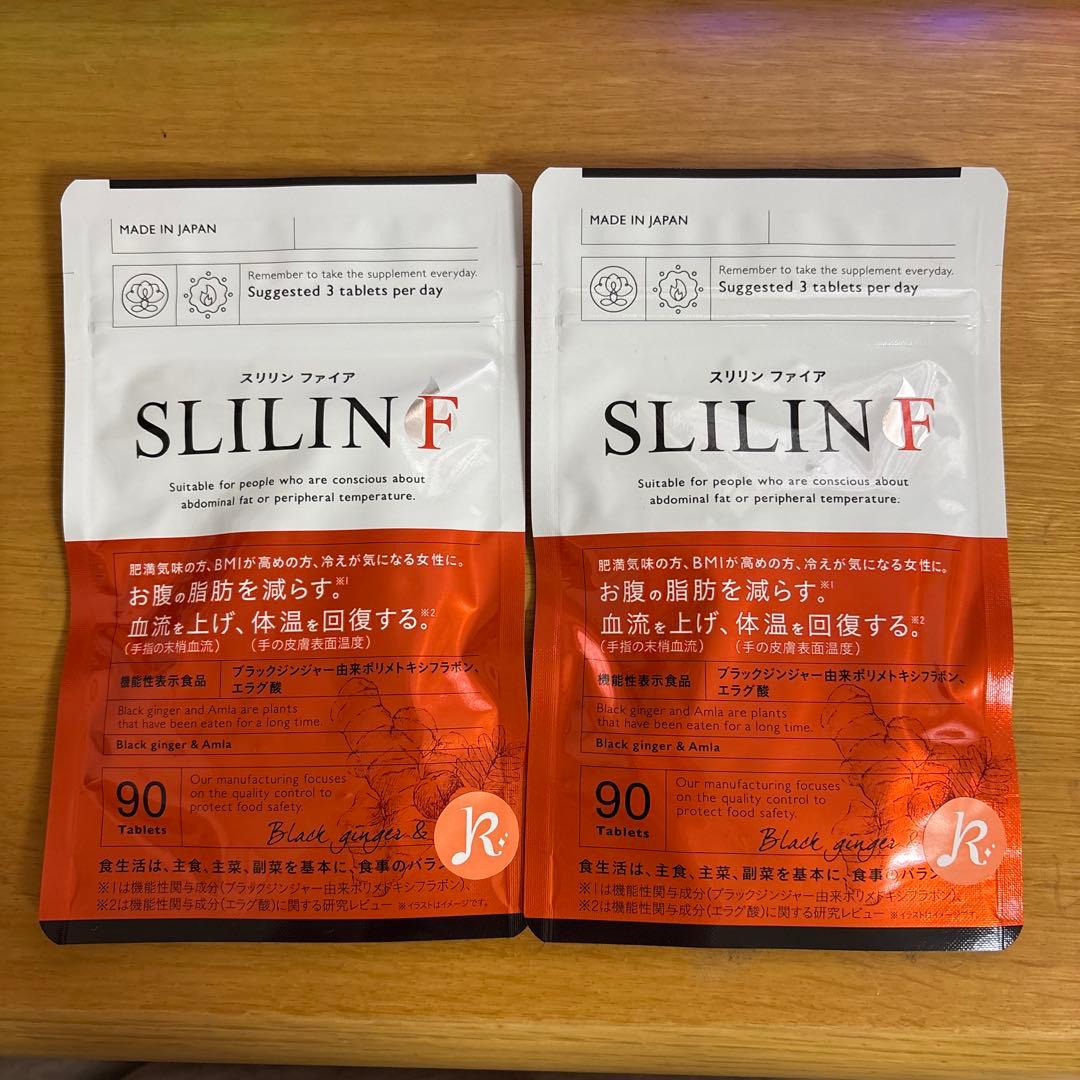 MADE IN JAPAN
Remember to take the supplement everyday.
Suggested 3 tablets per day
スリリン ファイア
SLILIN F
Suitable for people who are conscious about
abdominal fat or peripheral temperature.
肥満気味の方、BMIが高めの方、冷えが気になる女性に。
お腹の脂肪を減らす。※1
血流を上げ、体温を回復する。※2
(手指の末梢血流) (手の皮膚表面温度)
機能性表示食品
ブラックジンジャー由来ポリメトキシフラボン、
エラグ酸
Black ginger and Amla are plants
that have been eaten for a long time.
Black ginger & Amla
90
Tablets
Our manufacturing focuses
on the quality control to
protect food safety.
Black ginger &
R
食生活は、主食、主菜、副菜を基本に、食事のバラン
※1は機能性関与成分(ブラックジンジャー由来ポリメトキシフラボン)、
※2は機能性関与成分(エラグ酸)に関する研究レビュー ※イラストはイメージです。
MADE IN JAPAN
Remember to take the supplement everyday.
Suggested 3 tablets per day
スリリン ファイア
SLILIN F
Suitable for people who are conscious about
abdominal fat or peripheral temperature.
肥満気味の方、BMIが高めの方、冷えが気になる女性に。
お腹の脂肪を減らす。※1
血流を上げ、体温を回復する。※2
(手指の末梢血流) (手の皮膚表面温度)
機能性表示食品
ブラックジンジャー由来ポリメトキシフラボン、
エラグ酸
Black ginger and Amla are plants
that have been eaten for a long time.
Black ginger & Amla
90
Tablets
Our manufacturing focuses
on the quality control to
protect food safety.
Black ginger
R
食生活は、主食、主菜、副菜を基本に、食事のバラン
※1は機能性関与成分(ブラックジンジャー由来ポリメトキシフラボン)、
※2は機能性関与成分(エラグ酸)に関する研究レビュー ※イラストはイメージです。